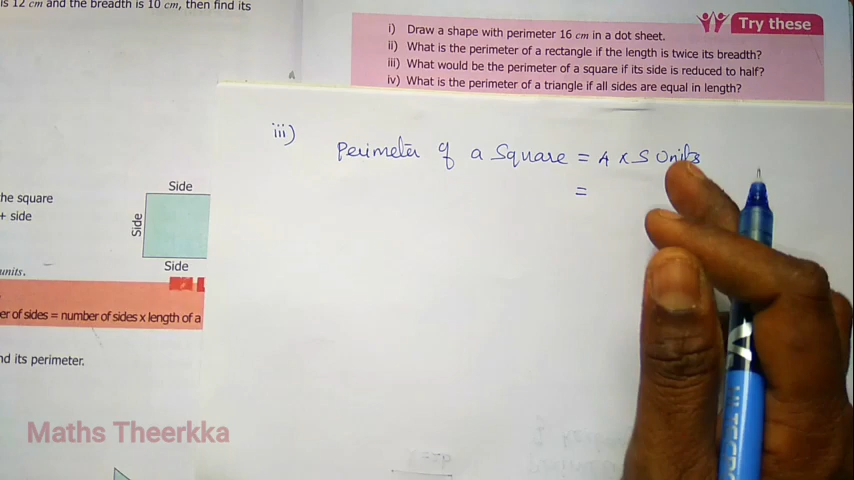 is 12 cm and the breadth is 10 cm, then find its
Try these
i) Draw a shape with perimeter 16 cm in a dot sheet.
ii) What is the perimeter of a rectangle if the length is twice its breadth?
iii) What would be the perimeter of a square if its side is reduced to half?
iv) What is the perimeter of a triangle if all sides are equal in length?
iii)
Perimeter of a Square = 4 x S Units
=
he square
+ side
Side
Side
Side
units.
er of sides = number of sides x length of a
nd its perimeter.
Maths Theerkka